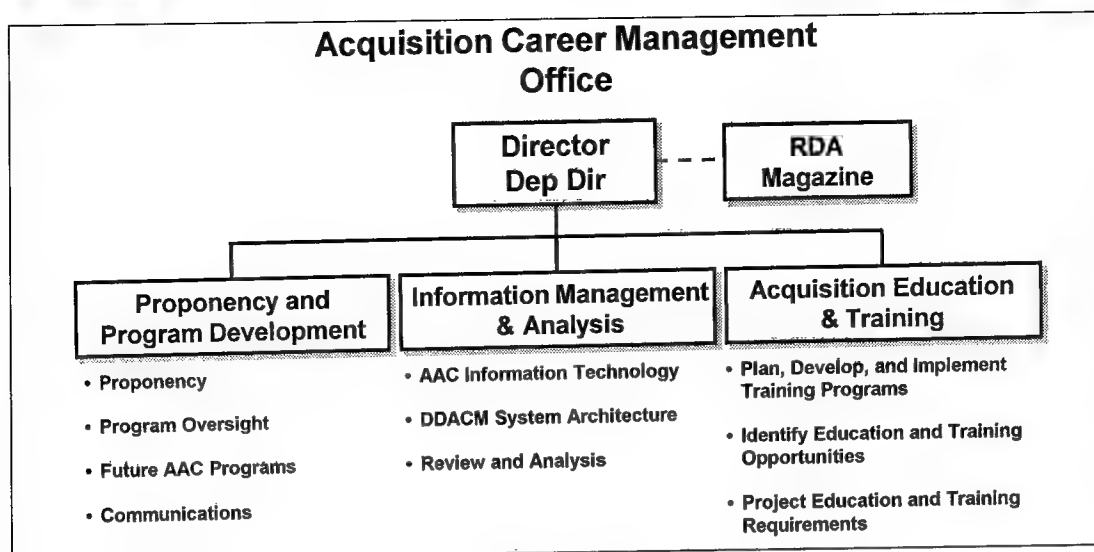 Acquisition Career Management
Office
Director
Dep Dir
RDA
Magazine
Proponency and
Program Development
• Proponency
• Program Oversight
• Future AAC Programs
• Communications
Information Management
& Analysis
• AAC Information Technology
• DDACM System Architecture
• Review and Analysis
Acquisition Education
& Training
• Plan, Develop, and Implement
Training Programs
• Identify Education and Training
Opportunities
• Project Education and Training
Requirements